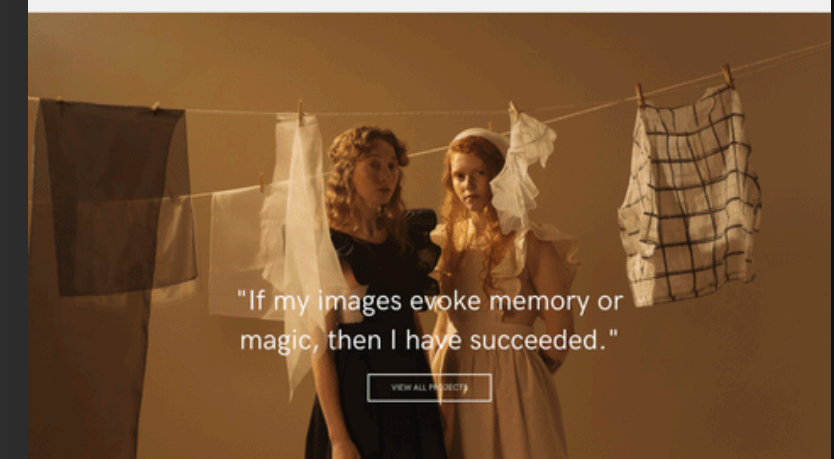 "If my images evoke memory or
magic, then I have succeeded."
VIEW ALL PROJECTS